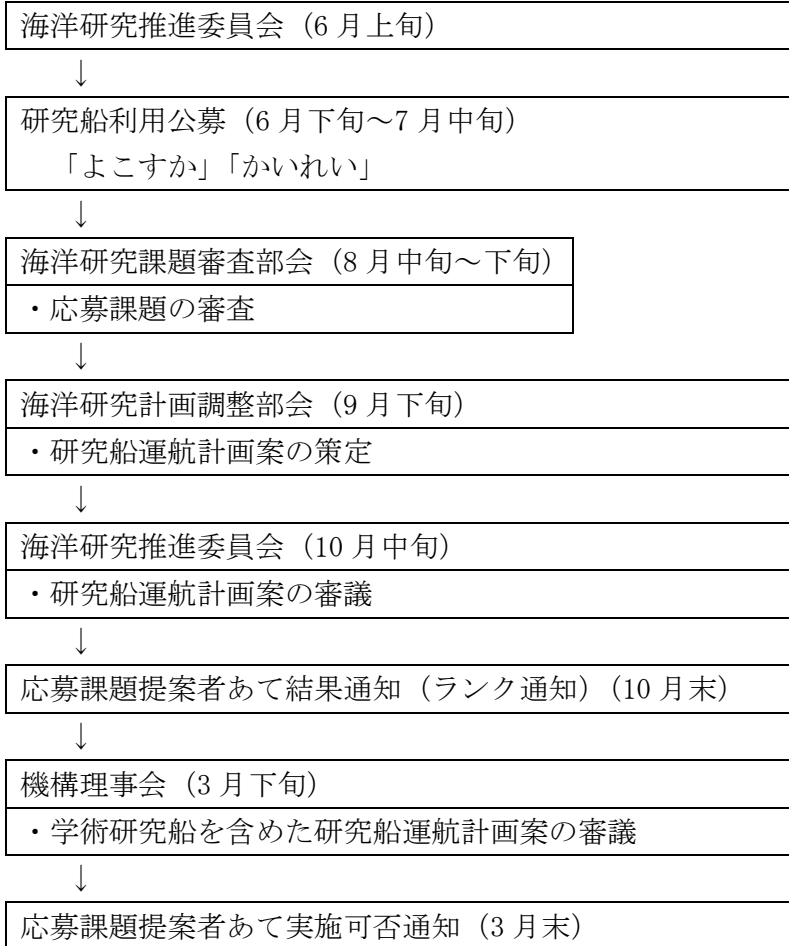 海洋研究推進委員会(6 月上旬)
↓
研究船利用公募(6 月下旬～7 月中旬)
「よこすか」「かいれい」
↓
海洋研究課題審査部会(8 月中旬～下旬)
・応募課題の審査
↓
海洋研究計画調整部会(9 月下旬)
・研究船運航計画案の策定
↓
海洋研究推進委員会(10 月中旬)
・研究船運航計画案の審議
↓
応募課題提案者あて結果通知(ランク通知)(10 月末)
↓
機構理事会(3 月下旬)
・学術研究船を含めた研究船運航計画案の審議
↓
応募課題提案者あて実施可否通知(3 月末)